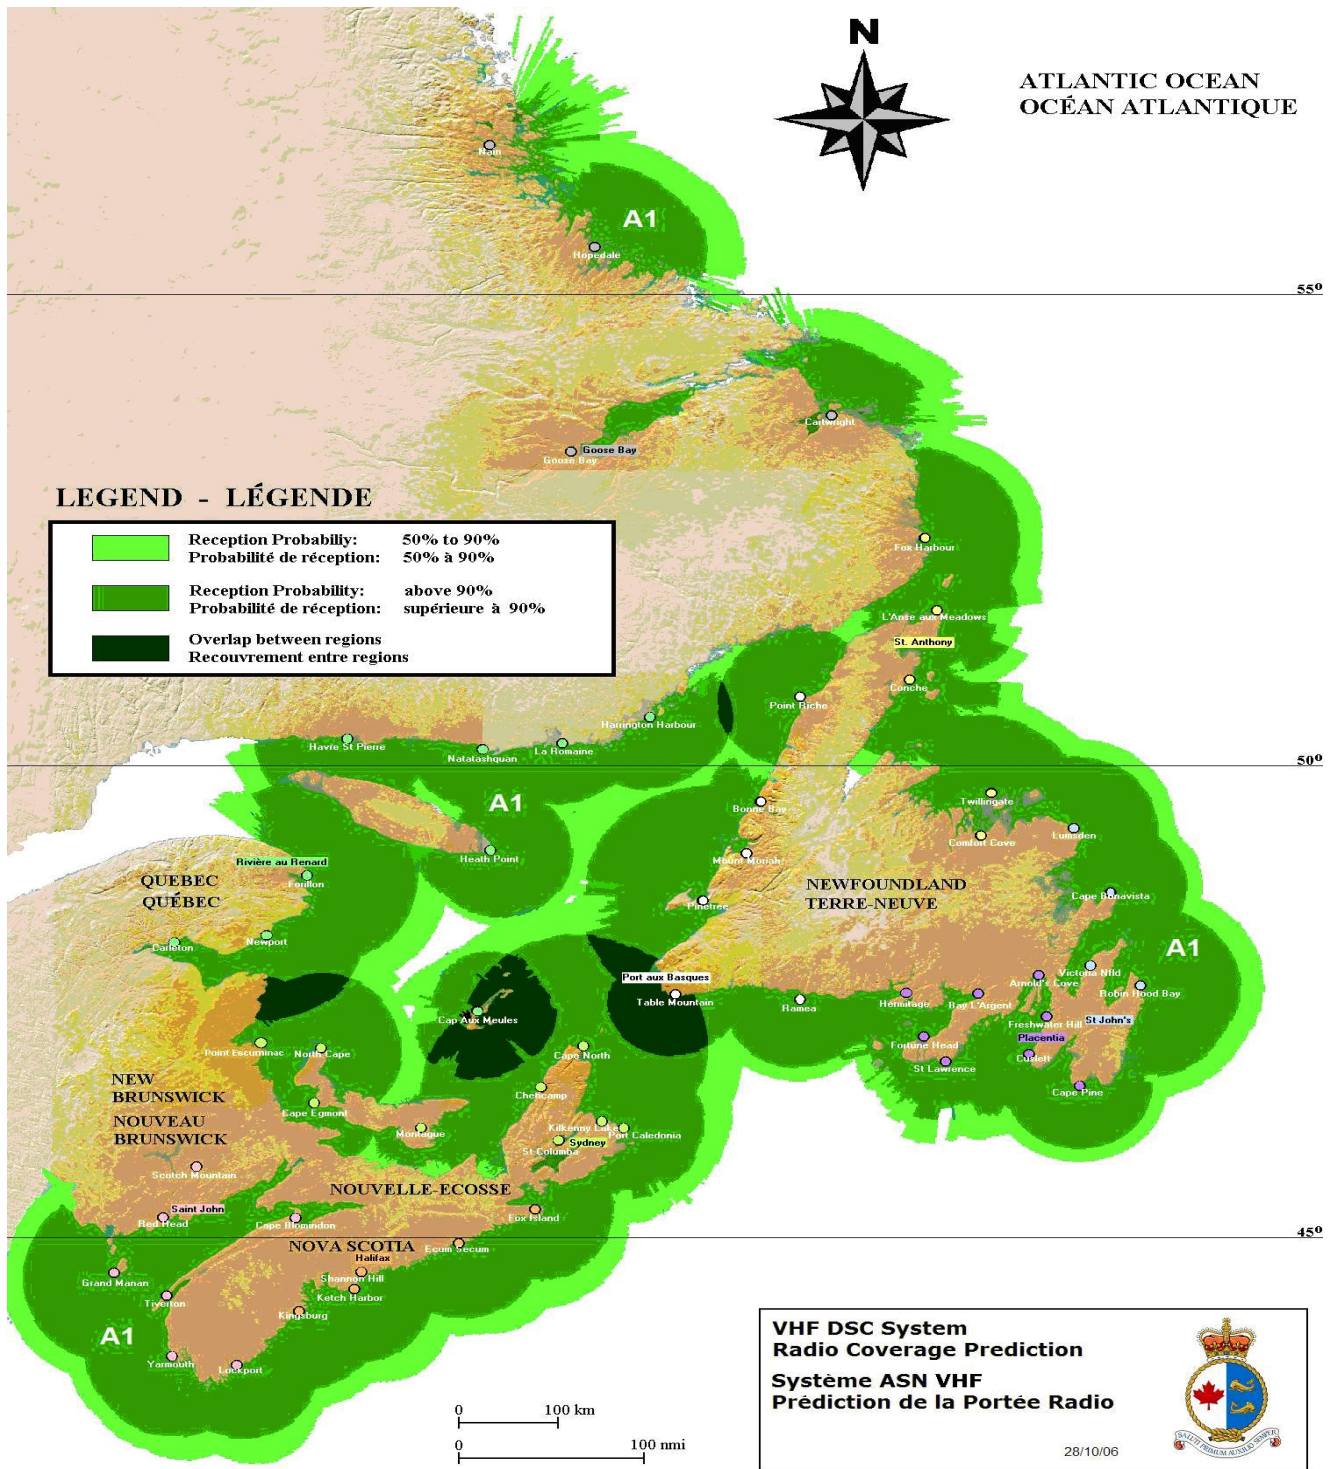 N
ATLANTIC OCEAN
OCÉAN ATLANTIQUE
Nain
A1
Hopedale
55°
Cartwright
Goose Bay
Goose Bay
LEGEND - LÉGENDE
Reception Probabiliy: 50% to 90%
Probabilité de réception: 50% à 90%
Reception Probability: above 90%
Probabilité de réception: supérieure à 90%
Overlap between regions
Recouvrement entre regions
Fox Harbour
L'Anse aux Meadows
St. Anthony
Conche
Point Riche
Harrington Harbour
Havre St Pierre
La Romaine
Natatashquan
50°
A1
Bonne Bay
Twillingate
Lumsden
Comfort Cove
Heath Point
Mount Moriah
Rivière au Renard
Forillon
QUEBEC
QUÉBEC
NEWFOUNDLAND
TERRE-NEUVE
Cape Bonavista
Pinetree
Newport
Carleton
A1
Port aux Basques
Table Mountain
Victoria Nfld
Arnold's Cove
Robin Hood Bay
Hermitage
Bay L'Argent
Ramea
Cap Aux Meules
Freshwater Hill
St John's
Placentia
Fortune Head
Cuslett
St Lawrence
Cape Pine
Point Escuminac
North Cape
Cape North
NEW
BRUNSWICK
NOUVEAU
BRUNSWICK
Cheticamp
Cape Egmont
Montague
Kilkenny Lake
Port Caledonia
Sydney
St Columba
Scotch Mountain
NOUVELLE-ECOSSE
Saint John
Red Head
Cape Blomindon
Fox Island
45°
NOVA SCOTIA
Ecum Secum
Halifax
Shannon Hill
Grand Manan
Ketch Harbor
Tiverton
Kingsburg
A1
Yarmouth
Lockport
0 100 km
0 100 nmi
VHF DSC System
Radio Coverage Prediction
Système ASN VHF
Prédiction de la Portée Radio
28/10/06
SALUTI PRIMUM AUXILIO SEMPER